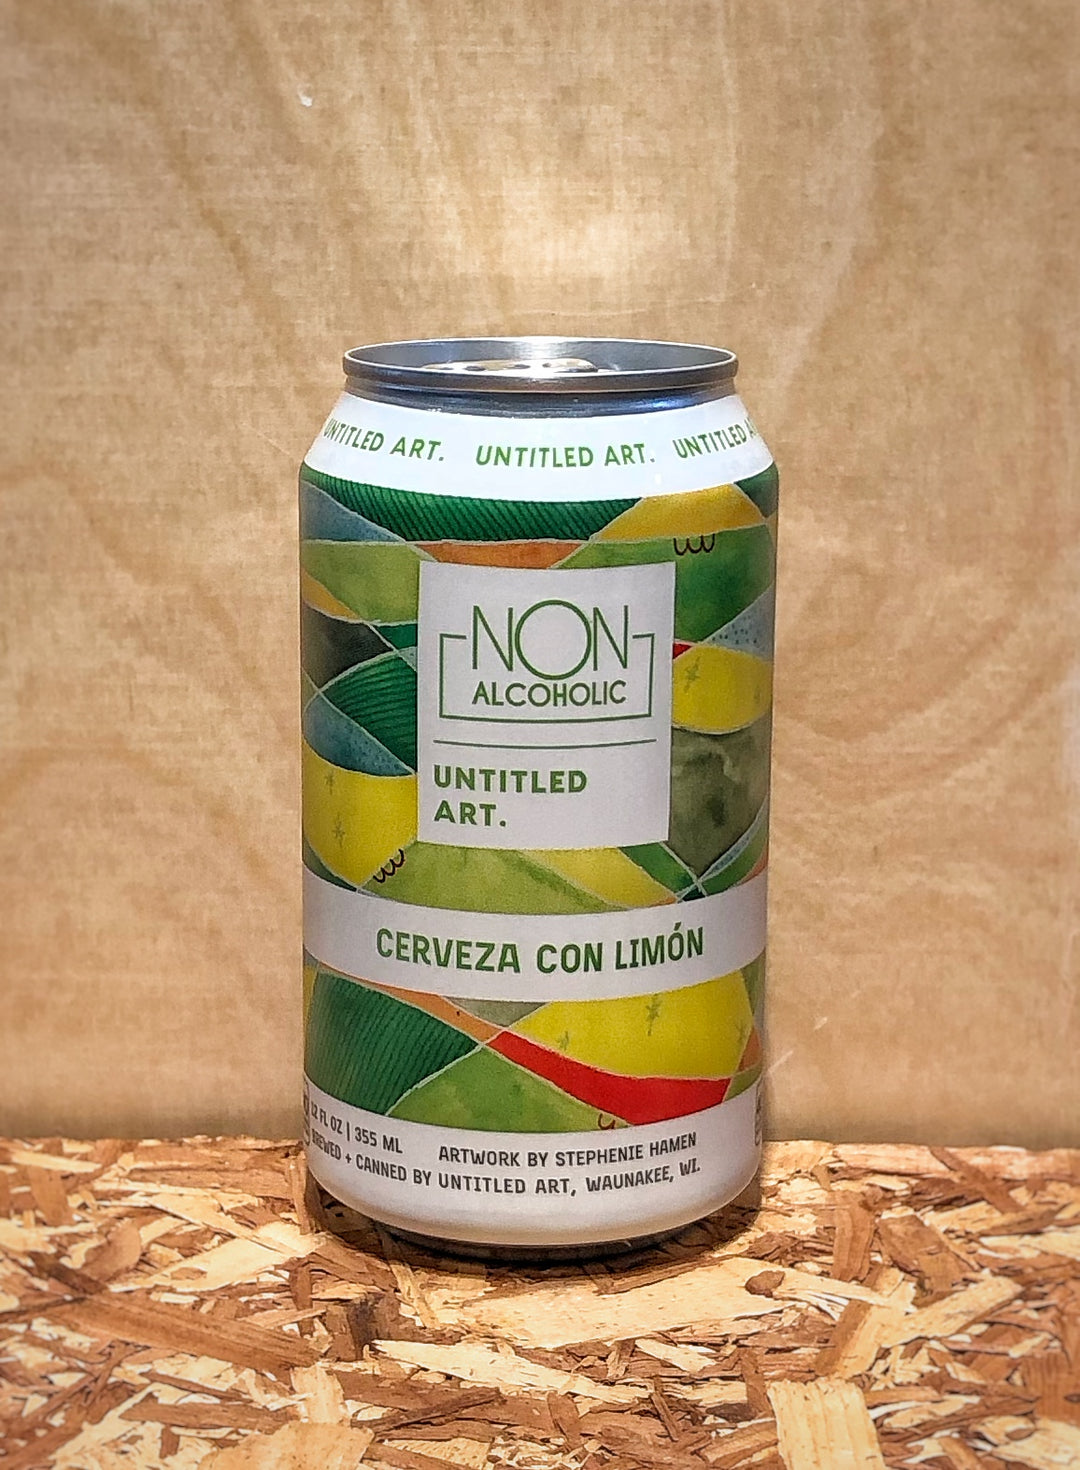 UNTITLED ART. UNTITLED ART. UNTITLED
NON
ALCOHOLIC
UNTITLED
ART.
CERVEZA CON LIMÓN
12 FL OZ | 355 ML
BREWED + CANNED BY UNTITLED ART, WAUNAKEE, WI.
ARTWORK BY STEPHENIE HAMEN